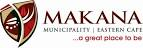 MAKANA
MUNICIPALITY | EASTERN CAPE
...a great place to be